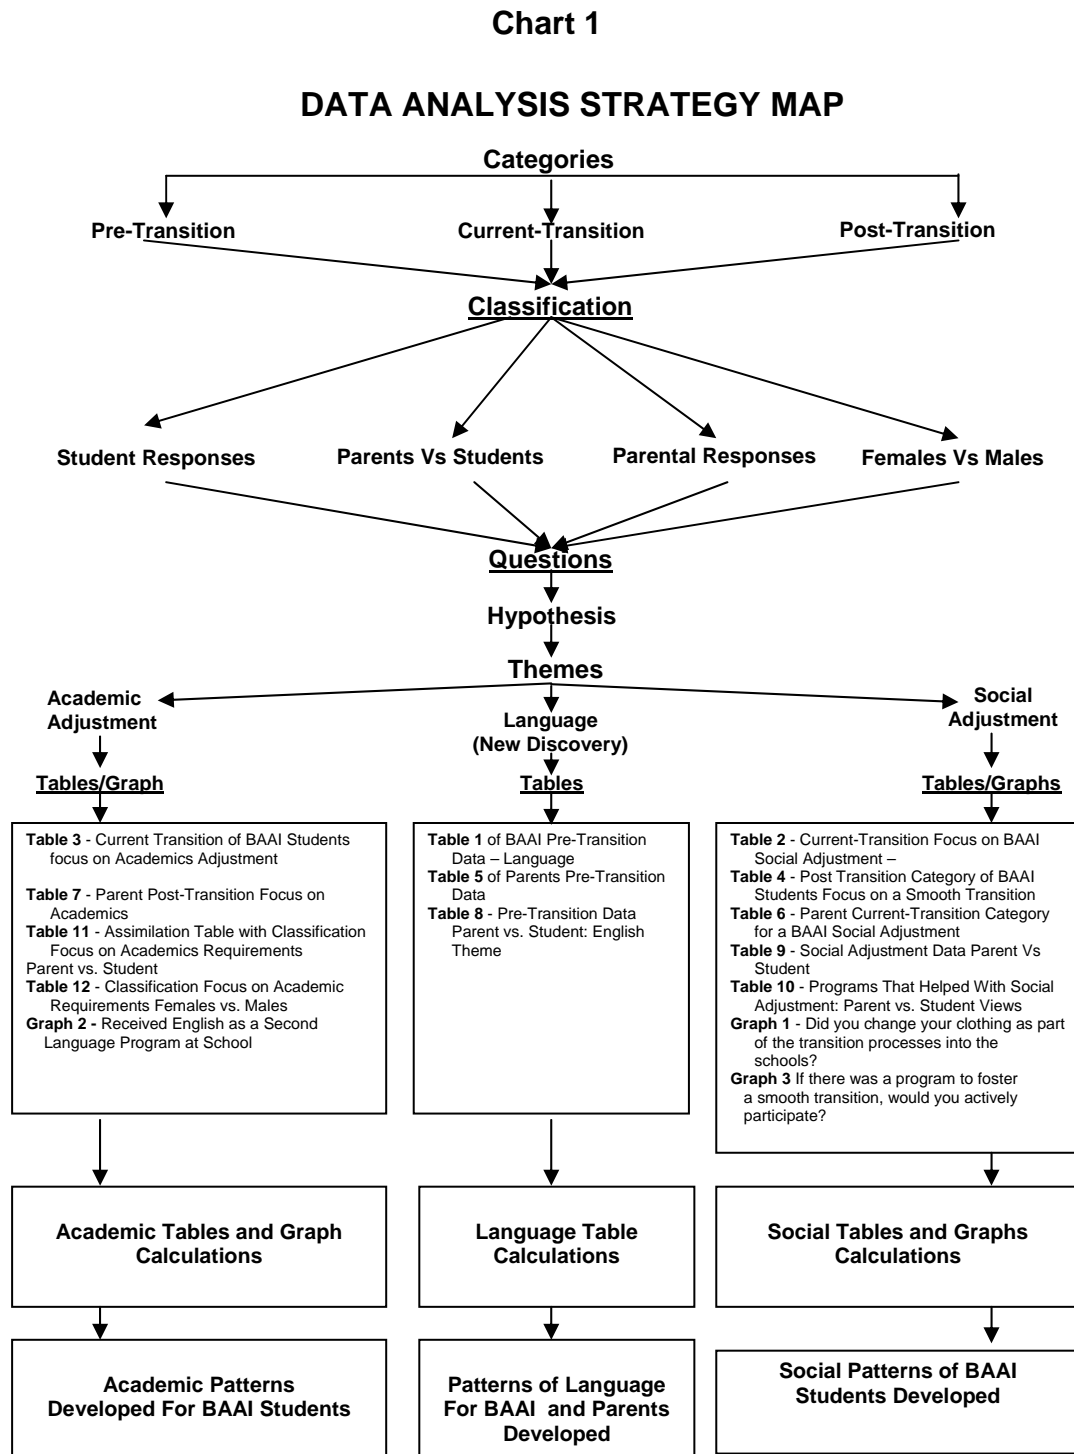 Chart 1
DATA ANALYSIS STRATEGY MAP
Categories
Pre-Transition
Current-Transition
Post-Transition
Classification
Student Responses
Parents Vs Students
Parental Responses
Females Vs Males
Questions
Hypothesis
Themes
Academic
Adjustment
Language
(New Discovery)
Social
Adjustment
Tables/Graph
Tables
Tables/Graphs
Table 3 - Current Transition of BAAI Students
focus on Academics Adjustment
Table 7 - Parent Post-Transition Focus on
Academics
Table 11 - Assimilation Table with Classification
Focus on Academics Requirements
Parent vs. Student
Table 12 - Classification Focus on Academic
Requirements Females vs. Males
Graph 2 - Received English as a Second
Language Program at School
Table 1 of BAAI Pre-Transition
Data – Language
Table 5 of Parents Pre-Transition
Data
Table 8 - Pre-Transition Data
Parent vs. Student: English
Theme
Table 2 - Current-Transition Focus on BAAI
Social Adjustment –
Table 4 - Post Transition Category of BAAI
Students Focus on a Smooth Transition
Table 6 - Parent Current-Transition Category
for a BAAI Social Adjustment
Table 9 - Social Adjustment Data Parent Vs
Student
Table 10 - Programs That Helped With Social
Adjustment: Parent vs. Student Views
Graph 1 - Did you change your clothing as part
of the transition processes into the
schools?
Graph 3 If there was a program to foster
a smooth transition, would you actively
participate?
Academic Tables and Graph
Calculations
Language Table
Calculations
Social Tables and Graphs
Calculations
Academic Patterns
Developed For BAAI Students
Patterns of Language
For BAAI and Parents
Developed
Social Patterns of BAAI
Students Developed